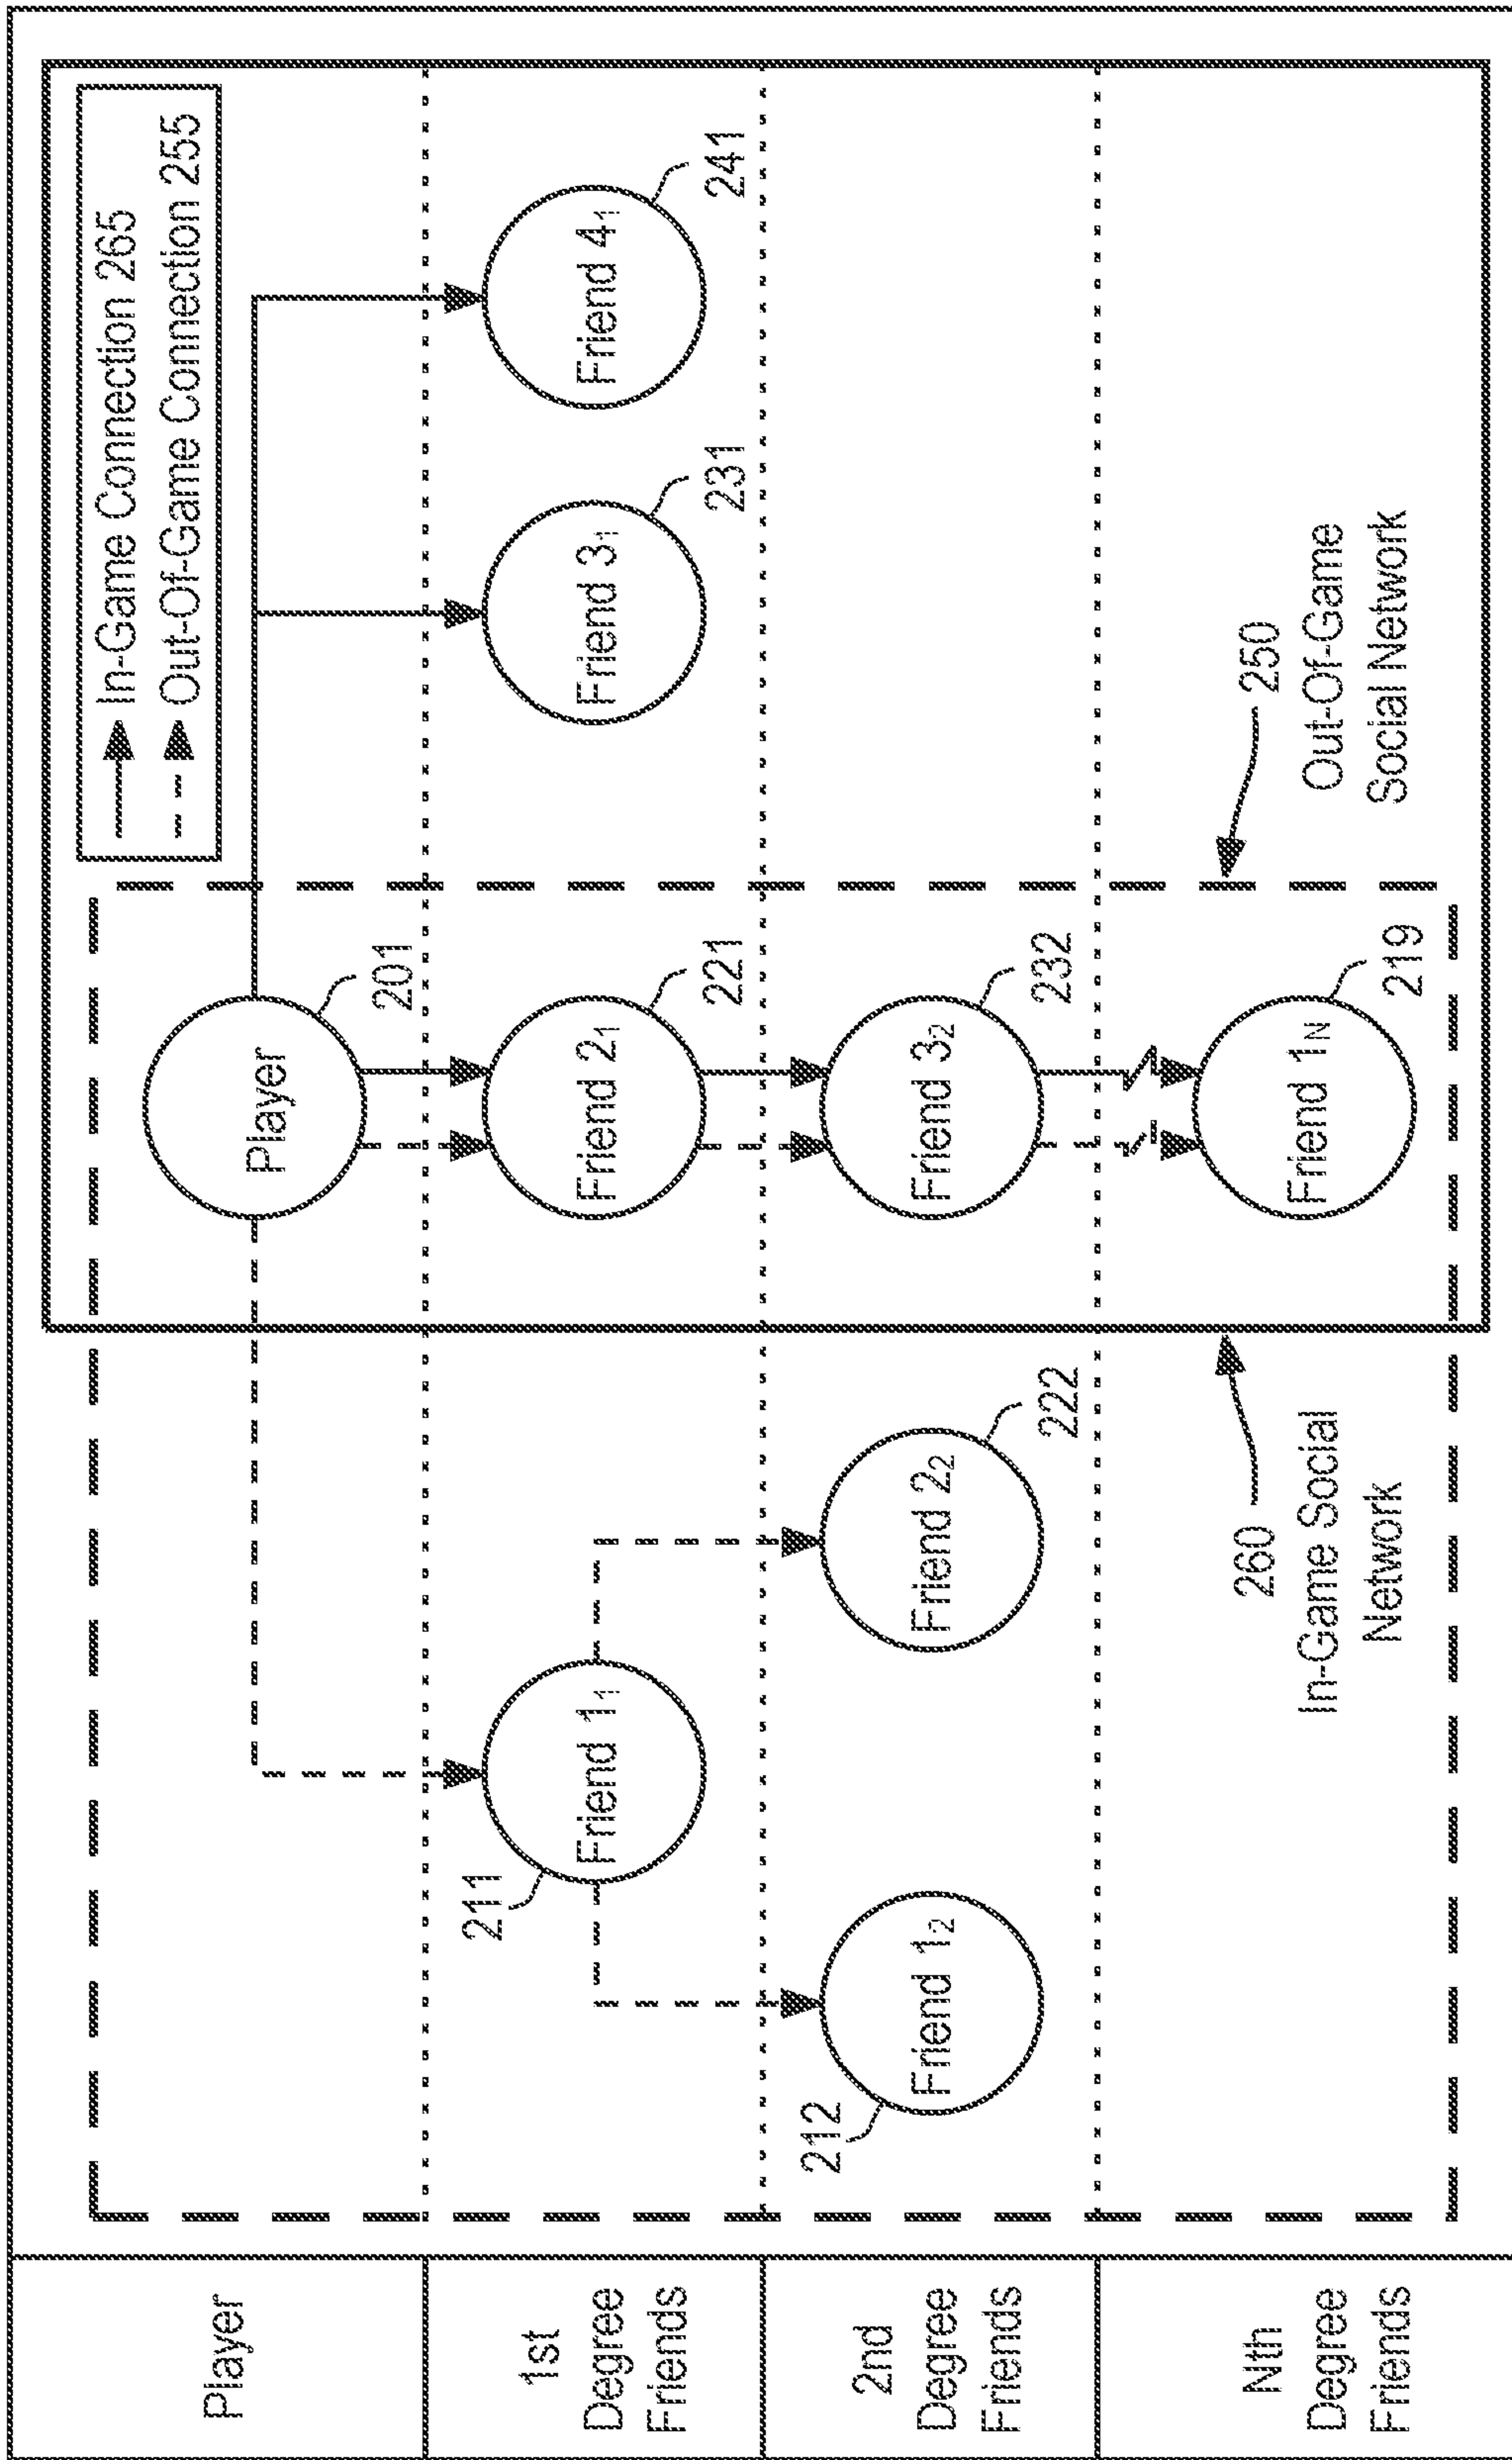 Player
1st
Degree
Friends
2nd
Degree
Friends
Nth
Degree
Friends
In-Game Connection 265
Out-Of-Game Connection 255
Player
201
Friend 1₁
211
Friend 2₁
221
Friend 3₁
231
Friend 4₁
241
Friend 1₂
212
Friend 2₂
222
Friend 3₂
232
Friend 1N
219
260
In-Game Social
Network
250
Out-Of-Game
Social Network